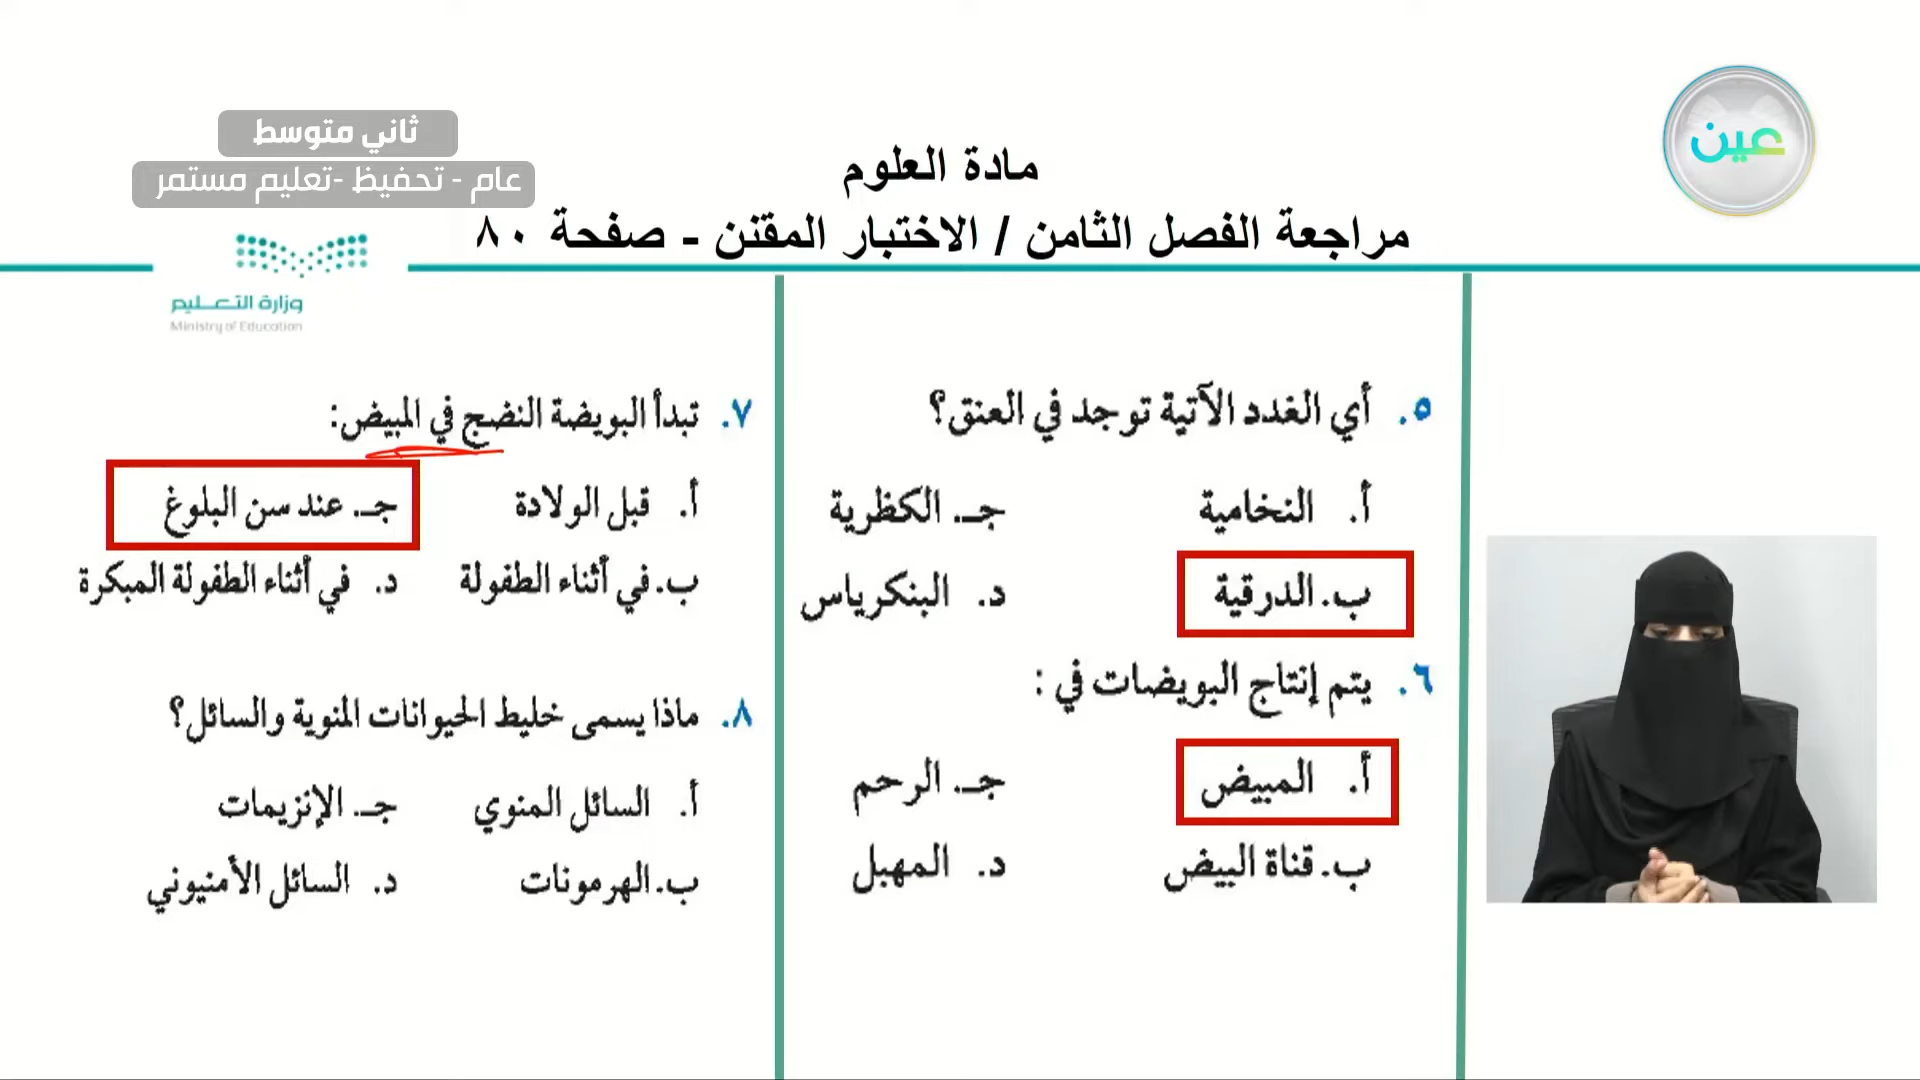 عين
ثاني متوسط
عام - تحفيظ -تعليم مستمر
مادة العلوم
مراجعة الفصل الثامن / الاختبار المقنن - صفحة ٨٠
وزارة التعليم
Ministry of Education
٥. أي الغدد الآتية توجد في العنق؟
أ. النخامية جـ. الكظرية
ب. الدرقية د. البنكرياس
٦. يتم إنتاج البويضات في :
أ. المبيض جـ. الرحم
ب. قناة البيض د. المهبل
٧. تبدأ البويضة النضج في المبيض:
أ. قبل الولادة جـ. عند سن البلوغ
ب. في أثناء الطفولة د. في أثناء الطفولة المبكرة
٨. ماذا يسمى خليط الحيوانات المنوية والسائل؟
أ. السائل المنوي جـ. الإنزيمات
ب. الهرمونات د. السائل الأمنيوني